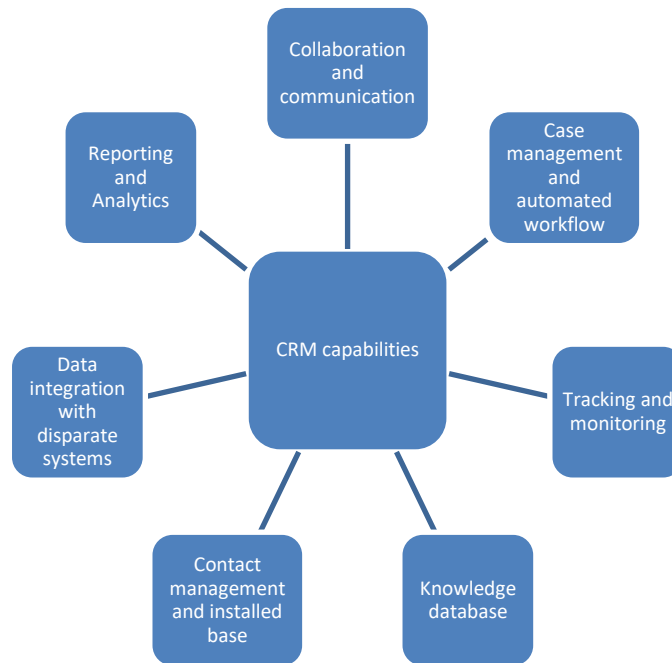 Collaboration
and
communication
Case
management
and
automated
workflow
Tracking and
monitoring
Knowledge
database
Contact
management
and installed
base
Data
integration
with
disparate
systems
Reporting
and
Analytics
CRM capabilities